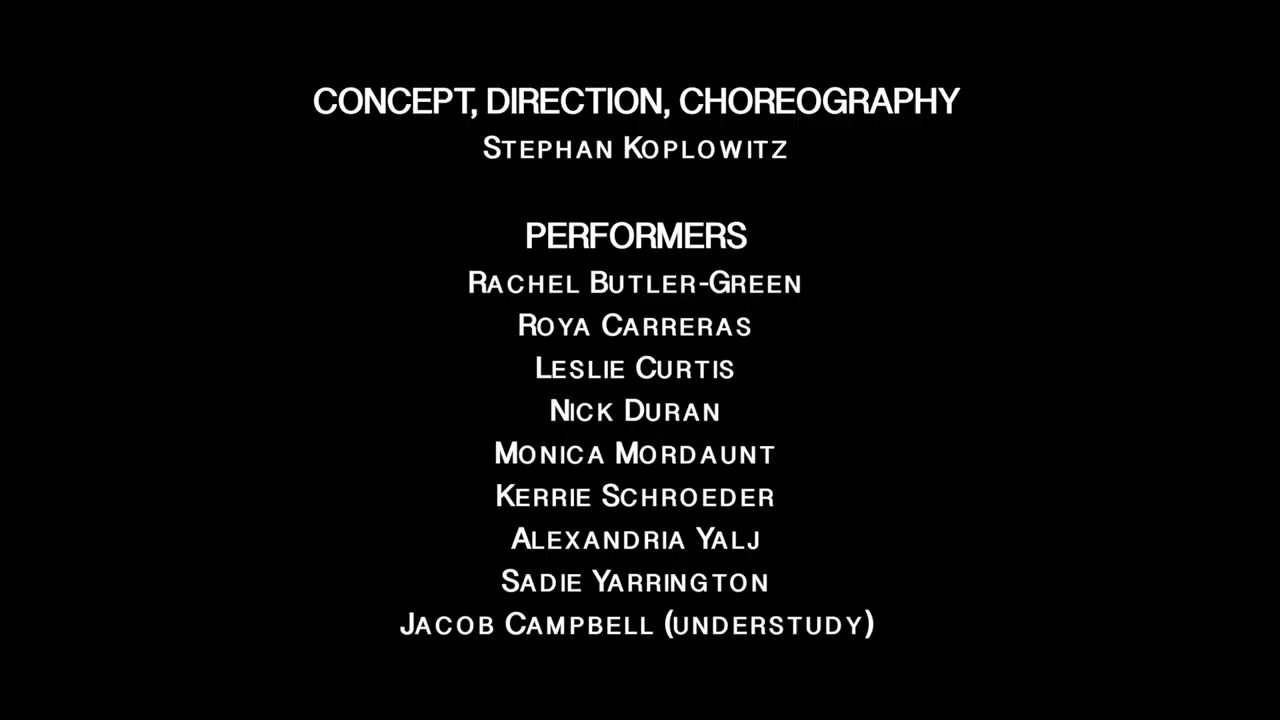 CONCEPT, DIRECTION, CHOREOGRAPHY
STEPHAN KOPLOWITZ
PERFORMERS
RACHEL BUTLER-GREEN
ROYA CARRERAS
LESLIE CURTIS
NICK DURAN
MONICA MORDAUNT
KERRIE SCHROEDER
ALEXANDRIA YALJ
SADIE YARRINGTON
JACOB CAMPBELL (UNDERSTUDY)